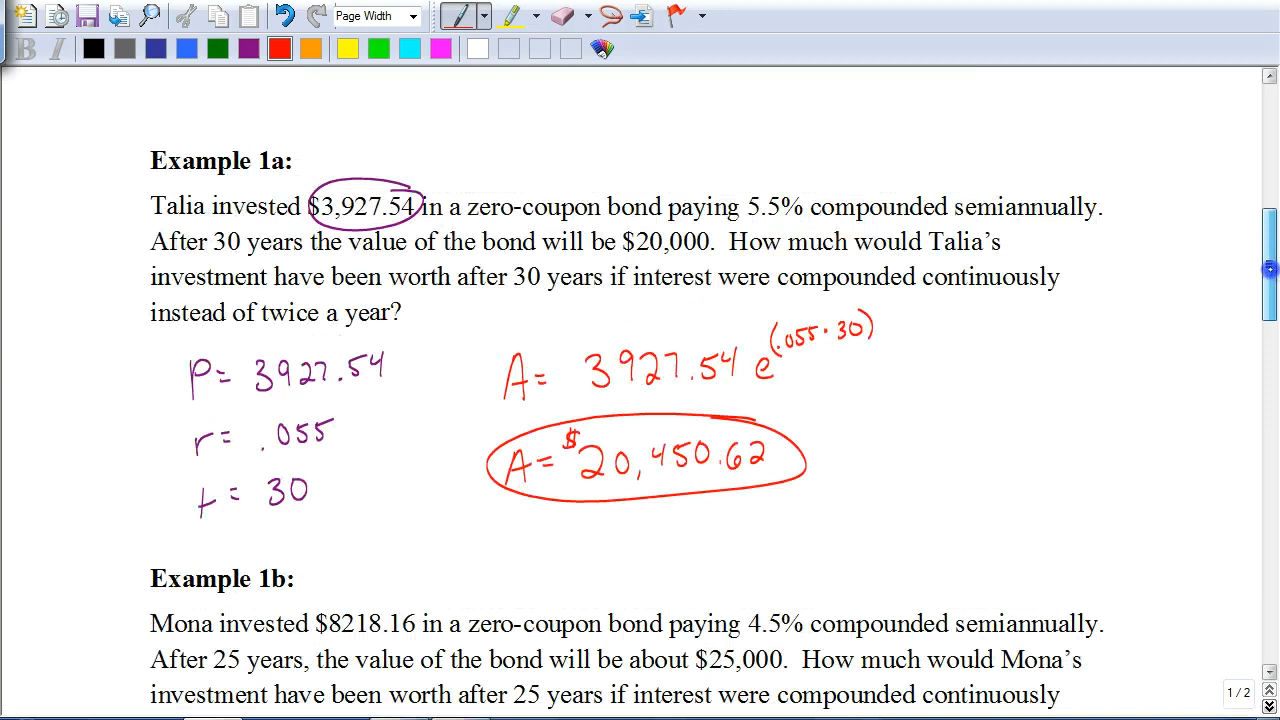 Page Width
B I
Example 1a:
Talia invested $3,927.54 in a zero-coupon bond paying 5.5% compounded semiannually.
After 30 years the value of the bond will be $20,000. How much would Talia’s
investment have been worth after 30 years if interest were compounded continuously
instead of twice a year?
P= 3927.54
r= .055
t= 30
A= 3927.54 e^(.055·30)
A= $20,450.62
Example 1b:
Mona invested $8218.16 in a zero-coupon bond paying 4.5% compounded semiannually.
After 25 years, the value of the bond will be about $25,000. How much would Mona’s
investment have been worth after 25 years if interest were compounded continuously
1 / 2